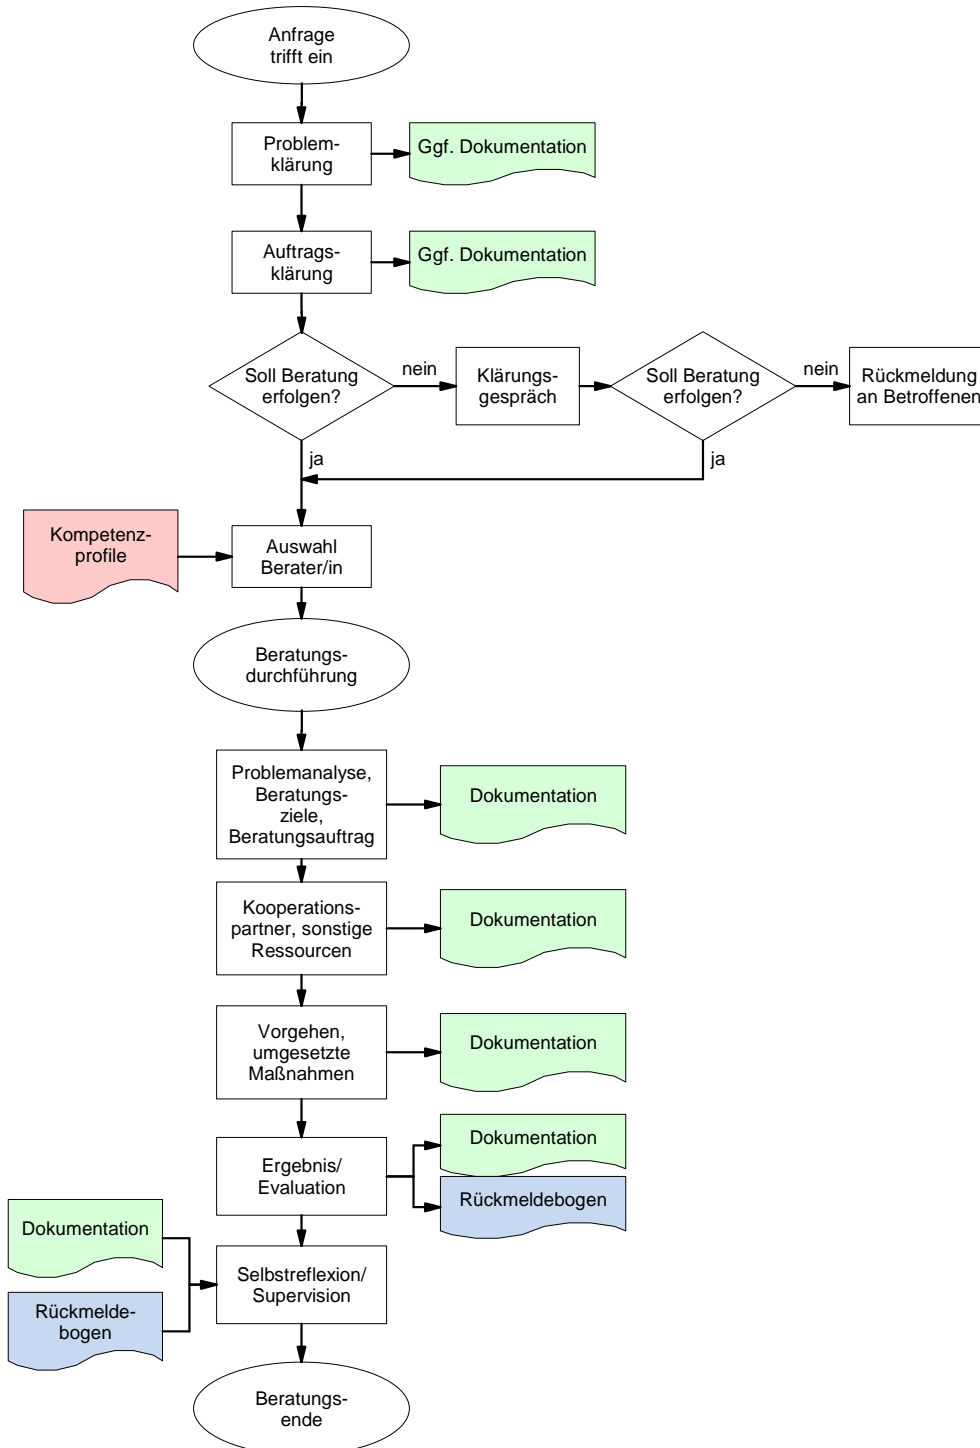 Anfrage
trifft ein
Problem-
klärung
Ggf. Dokumentation
Auftrags-
klärung
Ggf. Dokumentation
Soll Beratung
erfolgen?
nein
Klärungs-
gespräch
Soll Beratung
erfolgen?
nein
Rückmeldung
an Betroffenen
ja
ja
Kompetenz-
profile
Auswahl
Berater/in
Beratungs-
durchführung
Problemanalyse,
Beratungs-
ziele,
Beratungsauftrag
Dokumentation
Kooperations-
partner, sonstige
Ressourcen
Dokumentation
Vorgehen,
umgesetzte
Maßnahmen
Dokumentation
Ergebnis/
Evaluation
Dokumentation
Rückmeldebogen
Dokumentation
Rückmelde-
bogen
Selbstreflexion/
Supervision
Beratungs-
ende